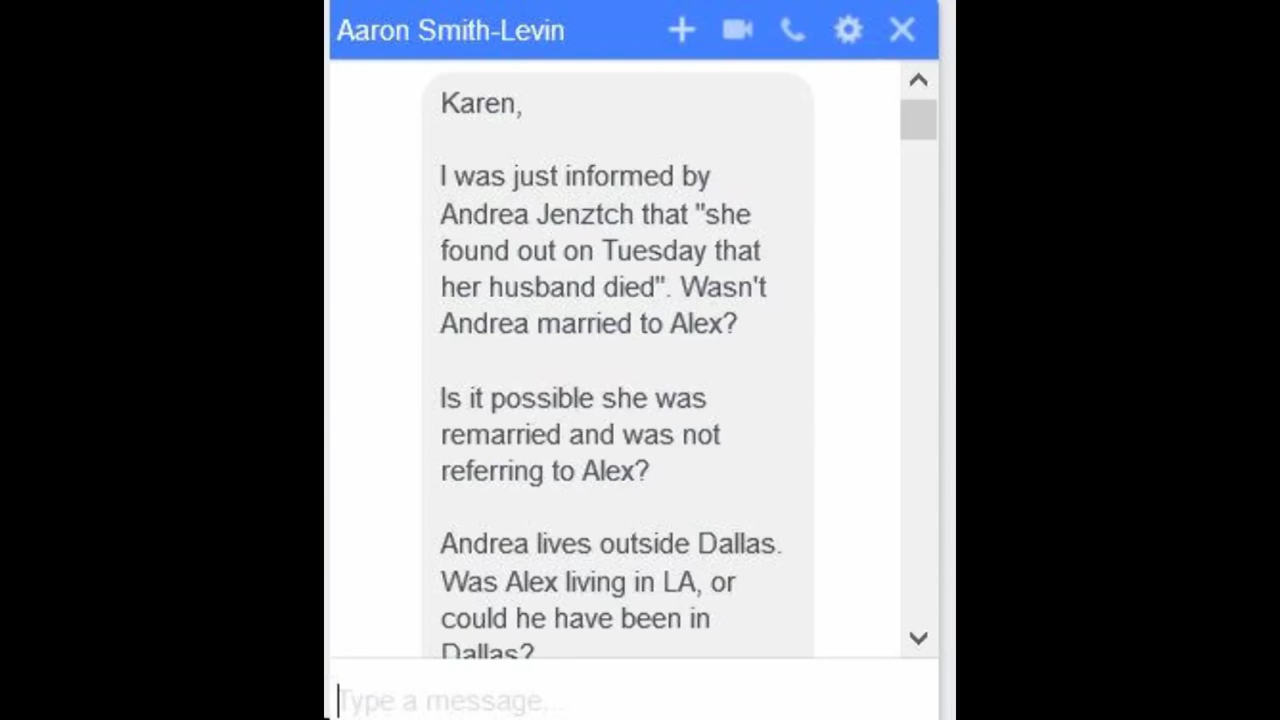 Aaron Smith-Levin
Karen,
I was just informed by
Andrea Jenztch that "she
found out on Tuesday that
her husband died". Wasn't
Andrea married to Alex?
Is it possible she was
remarried and was not
referring to Alex?
Andrea lives outside Dallas.
Was Alex living in LA, or
could he have been in
Dallas?
Type a message...